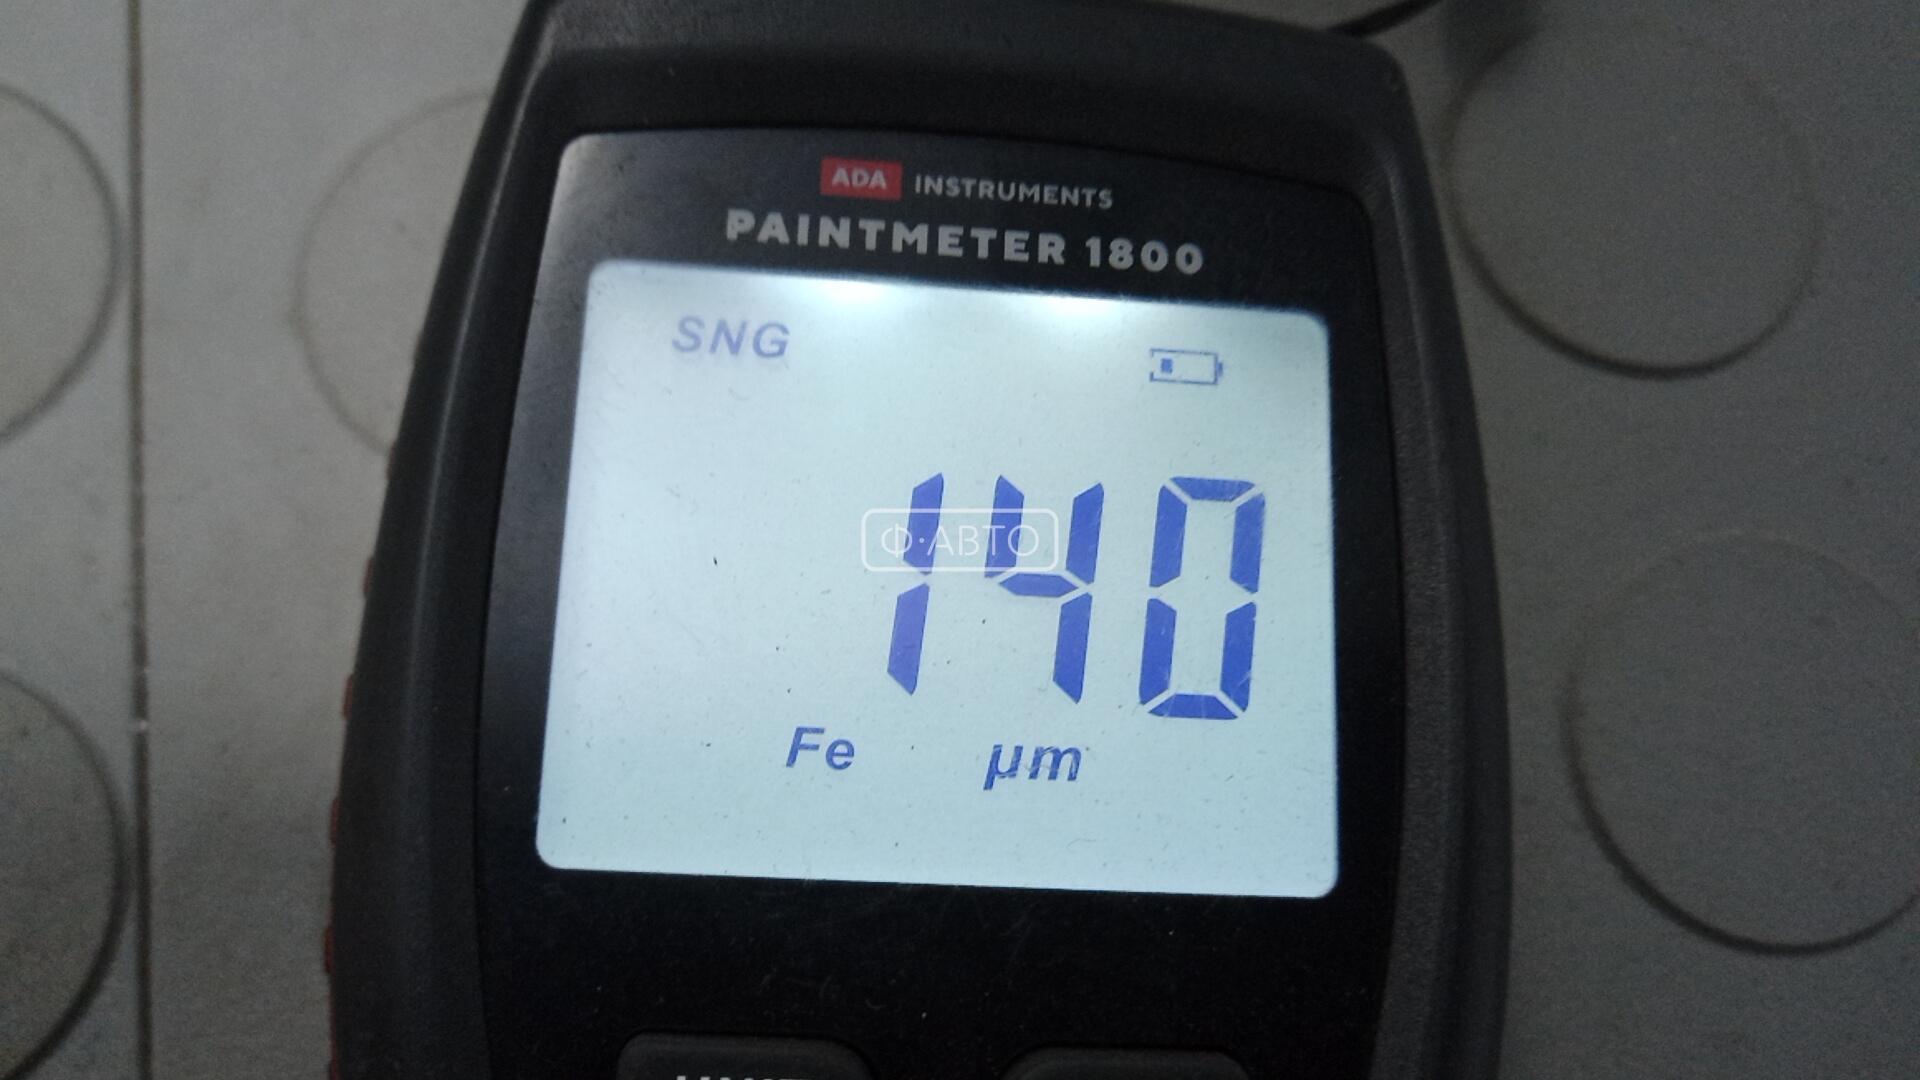 ADA INSTRUMENTS
PAINTMETER 1800
SNG
140
Ф·АВТО
Fe μm